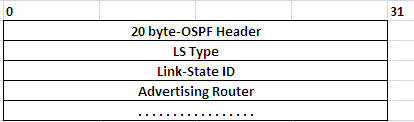 0 31
20 byte-OSPF Header
LS Type
Link-State ID
Advertising Router
. . . . . . . . . . . . . . . . .